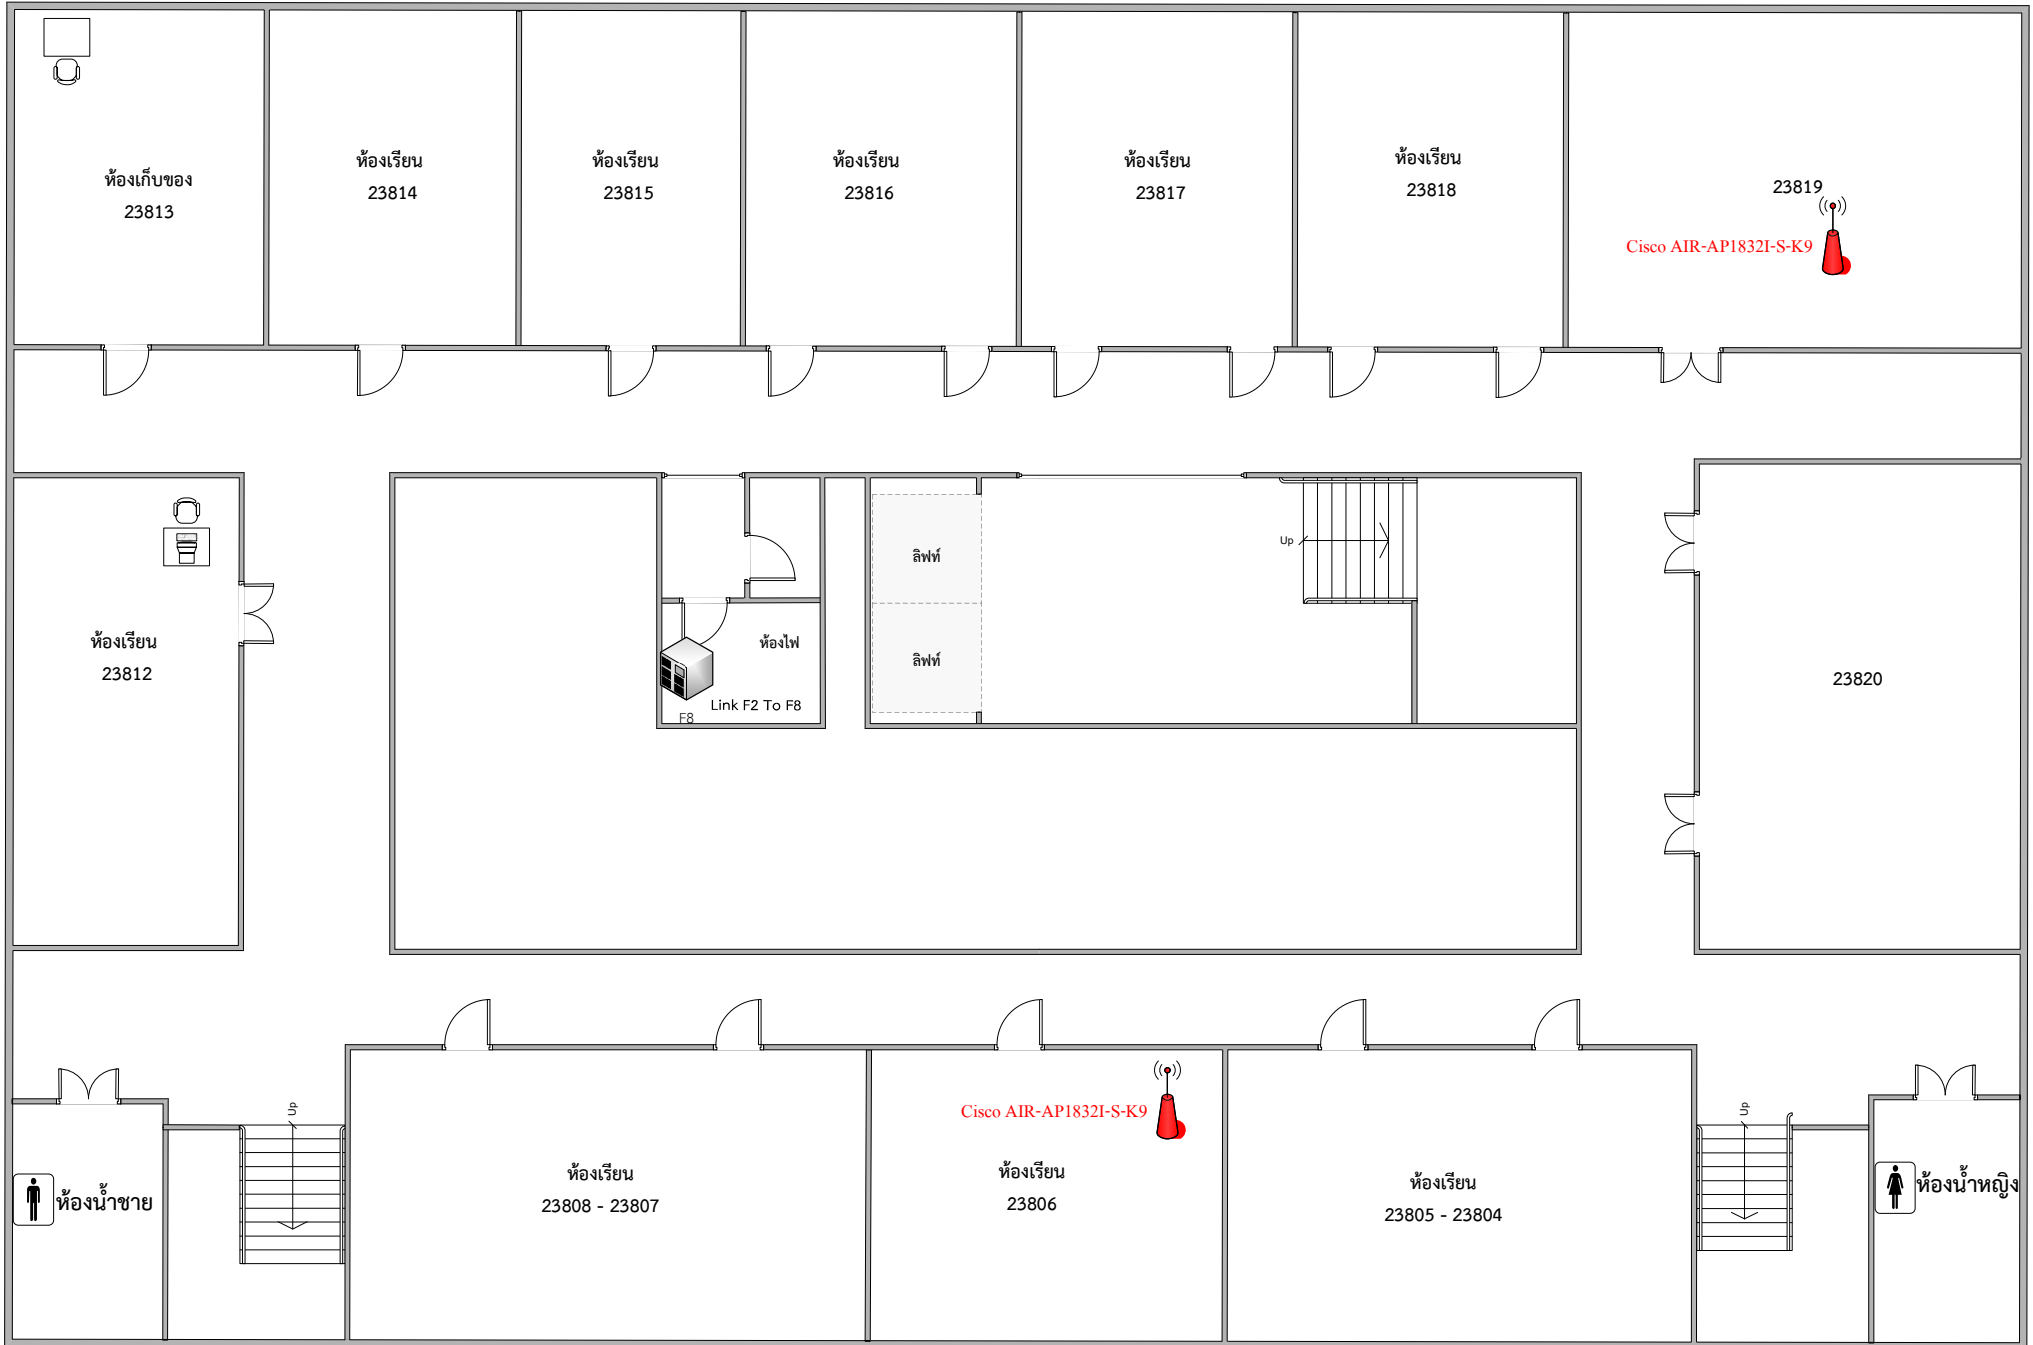 ห้องเก็บของ
23813
ห้องเรียน
23814
ห้องเรียน
23815
ห้องเรียน
23816
ห้องเรียน
23817
ห้องเรียน
23818
23819
Cisco AIR-AP1832I-S-K9
ห้องเรียน
23812
ห้องไฟ
Link F2 To F8
F8
ลิฟท์
ลิฟท์
Up
23820
Up
ห้องน้ำชาย
ห้องเรียน
23808 - 23807
Cisco AIR-AP1832I-S-K9
ห้องเรียน
23806
ห้องเรียน
23805 - 23804
Up
ห้องน้ำหญิง